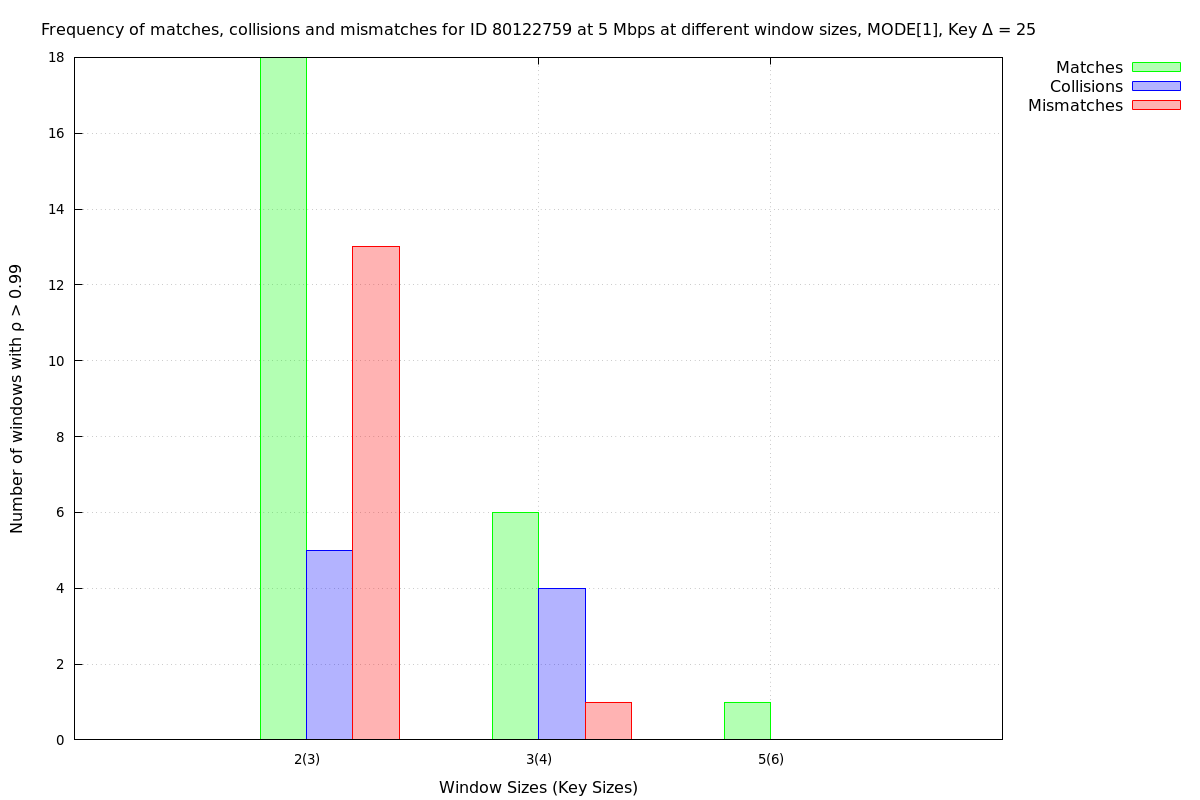 Frequency of matches, collisions and mismatches for ID 80122759 at 5 Mbps at different window sizes, MODE[1], Key Δ = 25
Matches
Collisions
Mismatches
Number of windows with ρ > 0.99
18
16
14
12
10
8
6
4
2
0
2(3)
3(4)
5(6)
Window Sizes (Key Sizes)